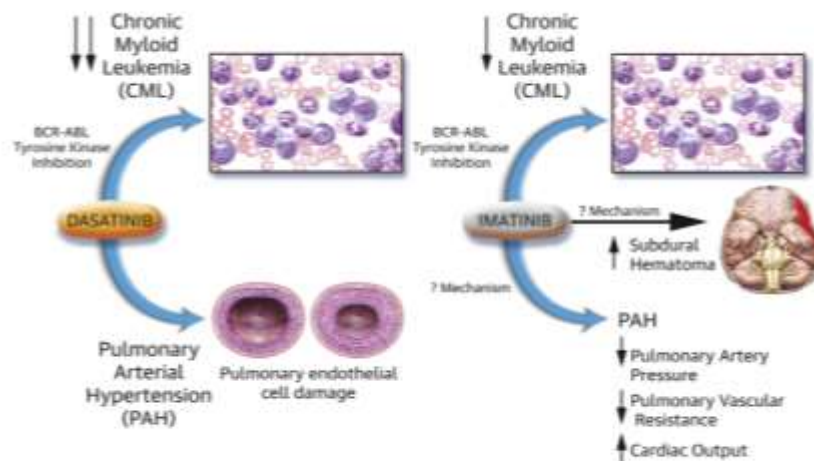 Chronic
Myloid
Leukemia
(CML)
BCR-ABL
Tyrosine Kinase
Inhibition
DASATINIB
Pulmonary
Arterial
Hypertension
(PAH)
Pulmonary endothelial
cell damage
Chronic
Myloid
Leukemia
(CML)
BCR-ABL
Tyrosine Kinase
Inhibition
IMATINIB
? Mechanism
Subdural
Hematoma
? Mechanism
PAH
Pulmonary Artery
Pressure
Pulmonary Vascular
Resistance
Cardiac Output